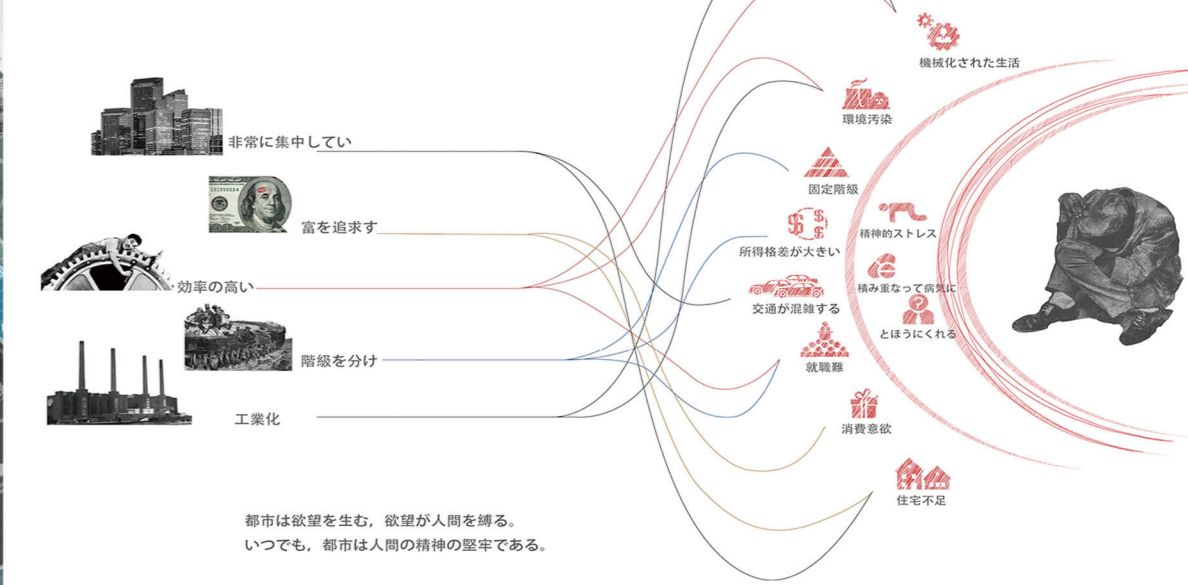 機械化された生活
環境汚染
非常に集中してい
固定階級
富を追求す
精神的ストレス
所得格差が大きい
効率の高い
積み重なって病気に
交通が混雑する
とほうにくれる
階級を分け
就職難
工業化
消費意欲
住宅不足
都市は欲望を生む，欲望が人間を縛る。
いつでも，都市は人間の精神の堅牢である。